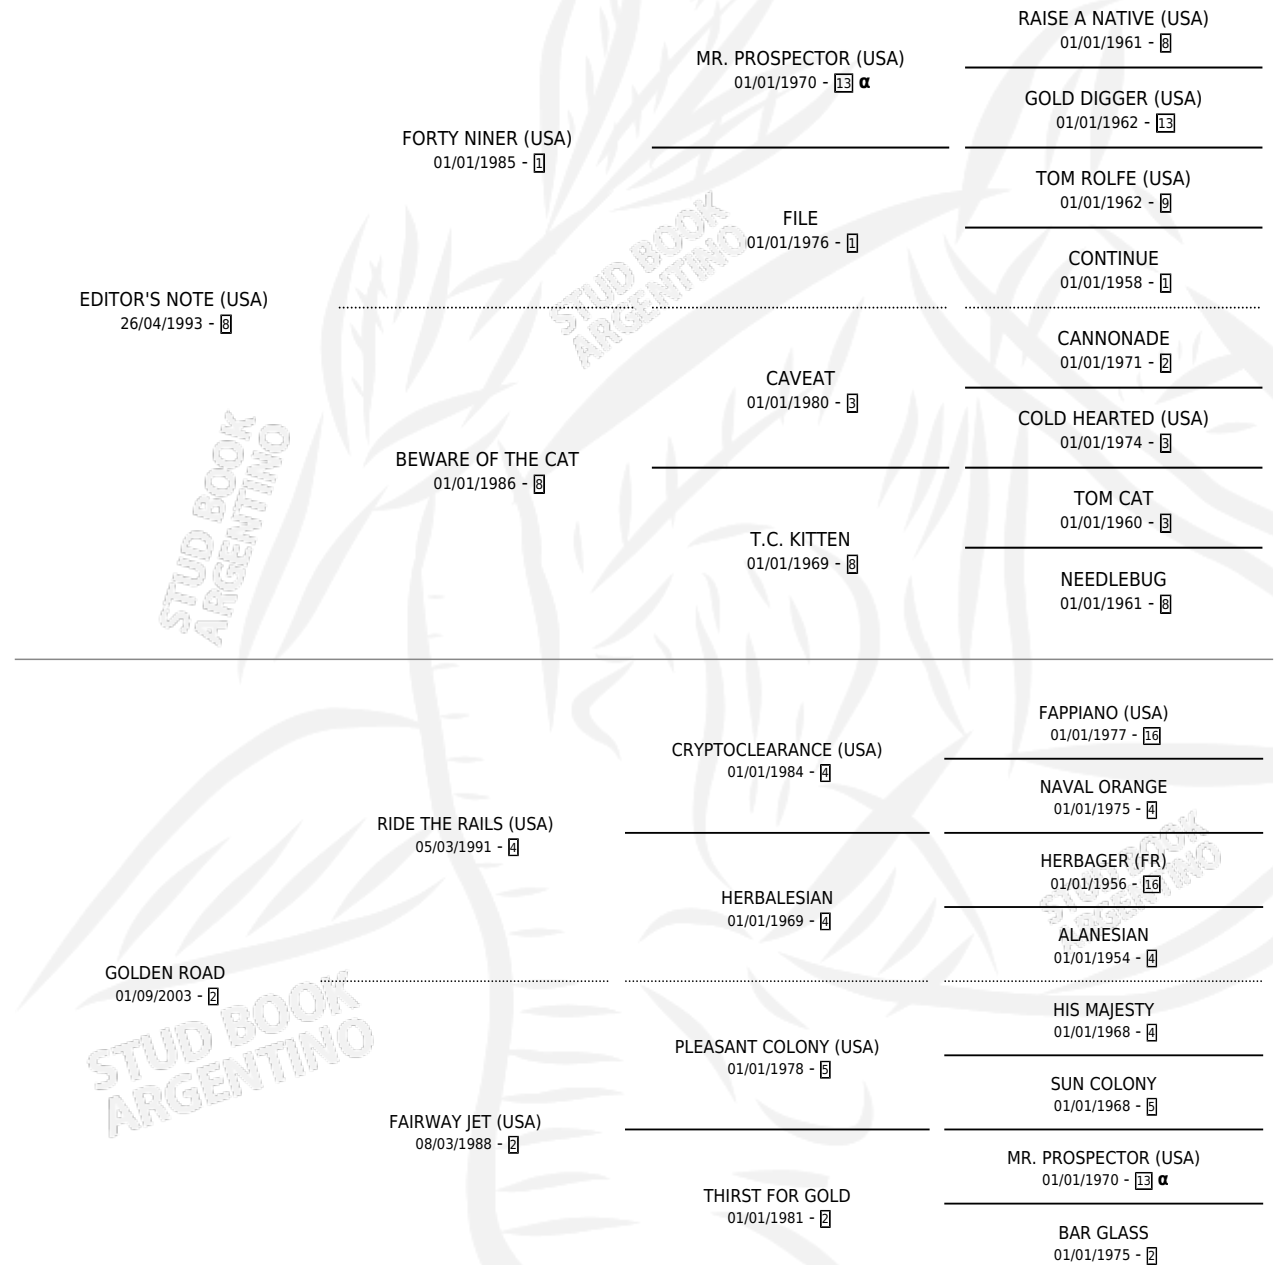 RAISE A NATIVE (USA)
01/01/1961 - 8
MR. PROSPECTOR (USA)
01/01/1970 - 13 α
GOLD DIGGER (USA)
01/01/1962 - 13
FORTY NINER (USA)
01/01/1985 - 1
TOM ROLFE (USA)
01/01/1962 - 9
FILE
01/01/1976 - 1
CONTINUE
01/01/1958 - 1
EDITOR'S NOTE (USA)
26/04/1993 - 8
CANNONADE
01/01/1971 - 2
CAVEAT
01/01/1980 - 3
COLD HEARTED (USA)
01/01/1974 - 3
BEWARE OF THE CAT
01/01/1986 - 8
TOM CAT
01/01/1960 - 3
T.C. KITTEN
01/01/1969 - 8
NEEDLEBUG
01/01/1961 - 8
FAPPIANO (USA)
01/01/1977 - 16
CRYPTOCLEARANCE (USA)
01/01/1984 - 4
NAVAL ORANGE
01/01/1975 - 4
RIDE THE RAILS (USA)
05/03/1991 - 4
HERBAGER (FR)
01/01/1956 - 16
HERBALESIAN
01/01/1969 - 4
ALANESIAN
01/01/1954 - 4
GOLDEN ROAD
01/09/2003 - 2
HIS MAJESTY
01/01/1968 - 4
PLEASANT COLONY (USA)
01/01/1978 - 5
SUN COLONY
01/01/1968 - 5
FAIRWAY JET (USA)
08/03/1988 - 2
MR. PROSPECTOR (USA)
01/01/1970 - 13 α
THIRST FOR GOLD
01/01/1981 - 2
BAR GLASS
01/01/1975 - 2
STUD BOOK
ARGENTINO
STUD BOOK
ARGENTINO
STUD BOOK
ARGENTINO
STUD BOOK
ARGENTINO